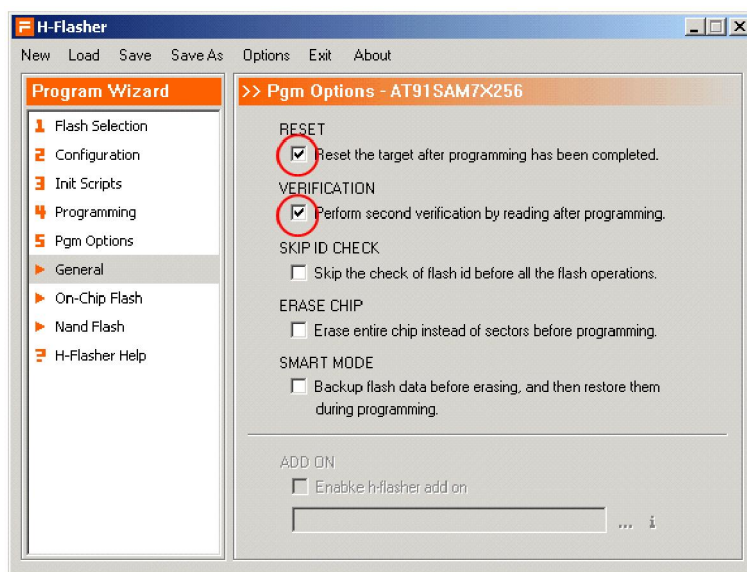 H-Flasher
New Load Save Save As Options Exit About
Program Wizard
1 Flash Selection
2 Configuration
3 Init Scripts
4 Programming
5 Pgm Options
General
On-Chip Flash
Nand Flash
? H-Flasher Help
>> Pgm Options - AT91SAM7X256
RESET
Reset the target after programming has been completed.
VERIFICATION
Perform second verification by reading after programming.
SKIP ID CHECK
Skip the check of flash id before all the flash operations.
ERASE CHIP
Erase entire chip instead of sectors before programming.
SMART MODE
Backup flash data before erasing, and then restore them
during programming.
ADD ON
Enabke h-flasher add on
... i